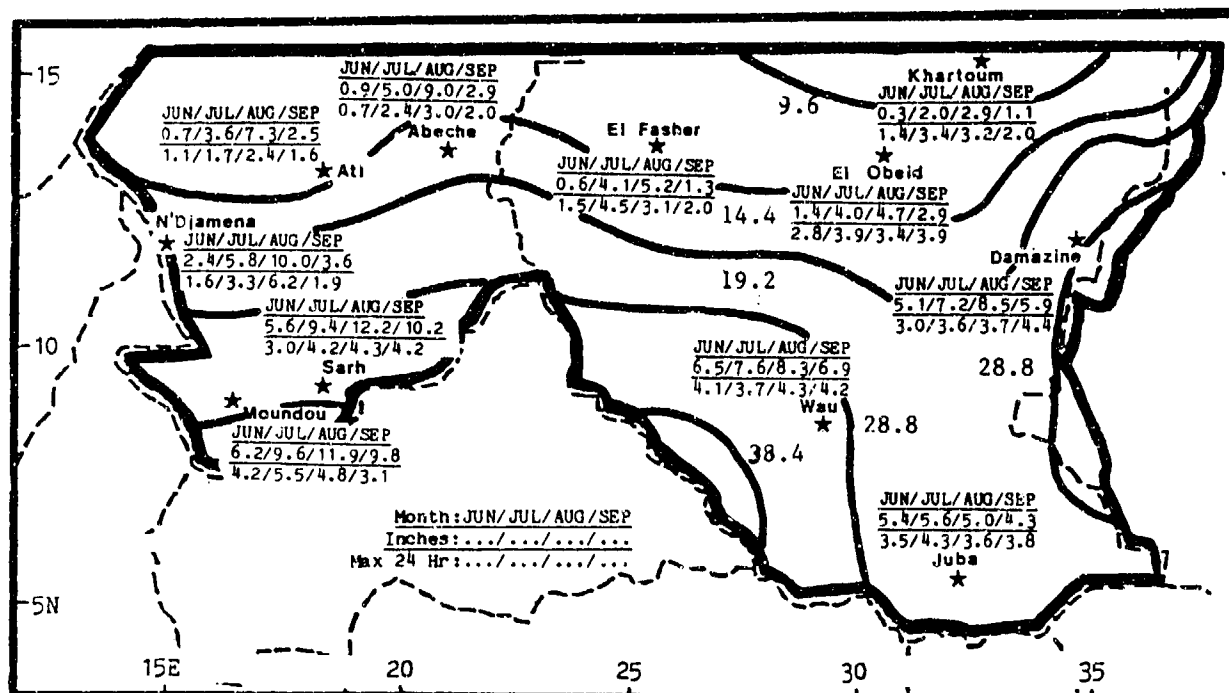 15
JUN/JUL/AUG/SEP
0.9/5.0/9.0/2.9
0.7/2.4/3.0/2.0
Abeche
JUN/JUL/AUG/SEP
0.7/3.6/7.3/2.5
1.1/1.7/2.4/1.6
Ati
El Fasher
JUN/JUL/AUG/SEP
0.6/4.1/5.2/1.3
1.5/4.5/3.1/2.0
9.6
Khartoum
JUN/JUL/AUG/SEP
0.3/2.0/2.9/1.1
1.4/3.4/3.2/2.0
El Obeid
JUN/JUL/AUG/SEP
1.4/4.0/4.7/2.9
2.8/3.9/3.4/3.9
14.4
N'Djamena
JUN/JUL/AUG/SEP
2.4/5.8/10.0/3.6
1.6/3.3/6.2/1.9
19.2
Damazine
JUN/JUL/AUG/SEP
5.1/7.2/8.5/5.9
3.0/3.6/3.7/4.4
JUN/JUL/AUG/SEP
5.6/9.4/12.2/10.2
3.0/4.2/4.3/4.2
Sarh
10
JUN/JUL/AUG/SEP
6.5/7.6/8.3/6.9
4.1/3.7/4.3/4.2
Wau
28.8
28.8
Moundou
JUN/JUL/AUG/SEP
6.2/9.6/11.9/9.8
4.2/5.5/4.8/3.1
38.4
JUN/JUL/AUG/SEP
5.4/5.6/5.0/4.3
3.5/4.3/3.6/3.8
Juba
Month:JUN/JUL/AUG/SEP
Inches:.../.../.../...
Max 24 Hr:.../.../.../...
5N
15E
20
25
30
35